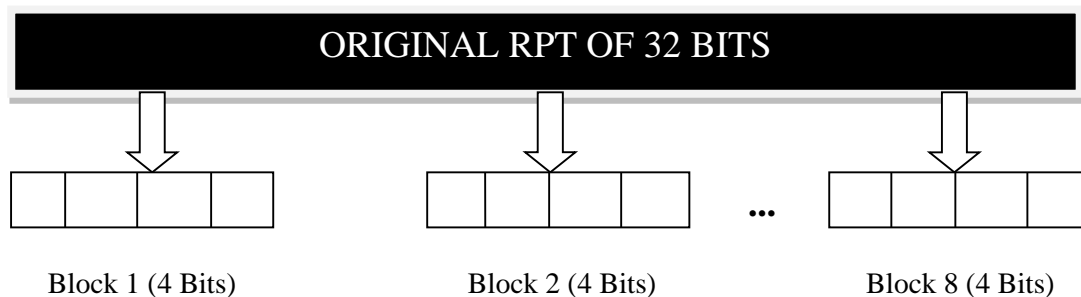 ORIGINAL RPT OF 32 BITS
...
Block 1 (4 Bits) Block 2 (4 Bits) Block 8 (4 Bits)